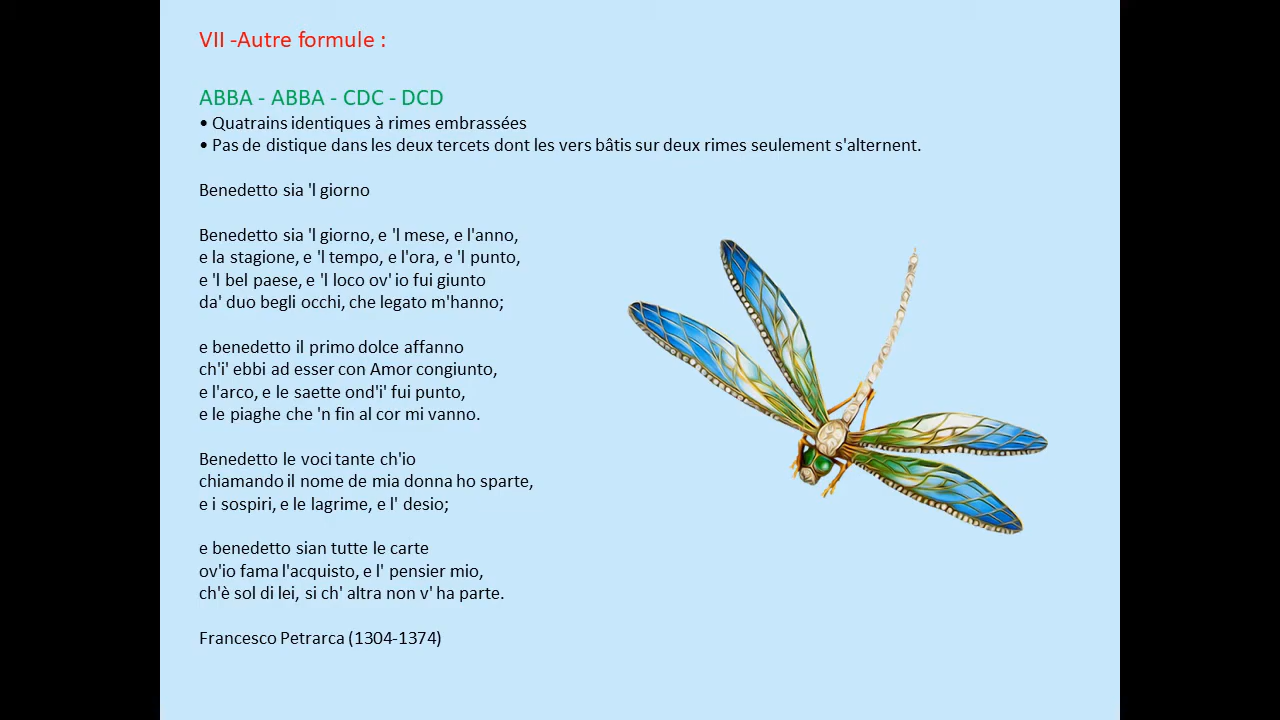 VII -Autre formule :
ABBA - ABBA - CDC - DCD
• Quatrains identiques à rimes embrassées
• Pas de distique dans les deux tercets dont les vers bâtis sur deux rimes seulement s'alternent.
Benedetto sia 'l giorno
Benedetto sia 'l giorno, e 'l mese, e l'anno,
e la stagione, e 'l tempo, e l'ora, e 'l punto,
e 'l bel paese, e 'l loco ov' io fui giunto
da' duo begli occhi, che legato m'hanno;
e benedetto il primo dolce affanno
ch'i' ebbi ad esser con Amor congiunto,
e l'arco, e le saette ond'i' fui punto,
e le piaghe che 'n fin al cor mi vanno.
Benedetto le voci tante ch'io
chiamando il nome de mia donna ho sparte,
e i sospiri, e le lagrime, e l' desio;
e benedetto sian tutte le carte
ov'io fama l'acquisto, e l' pensier mio,
ch'è sol di lei, si ch' altra non v' ha parte.
Francesco Petrarca (1304-1374)